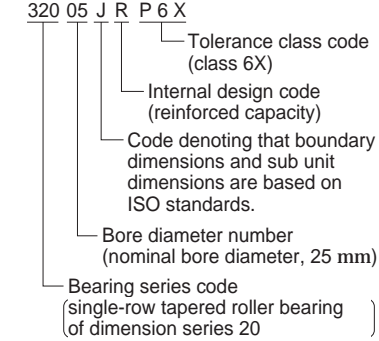 320 05 J R P 6 X
Tolerance class code
(class 6X)
Internal design code
(reinforced capacity)
Code denoting that boundary
dimensions and sub unit
dimensions are based on
ISO standards.
Bore diameter number
(nominal bore diameter, 25 mm)
Bearing series code
(single-row tapered roller bearing
of dimension series 20)